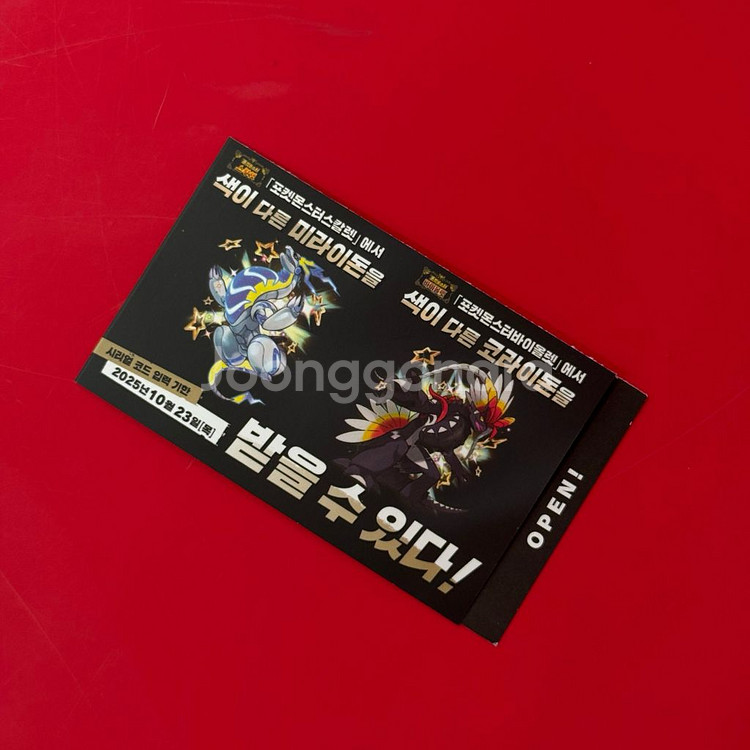 「포켓몬스터스칼렛」에서
색이 다른 미라이돈을
「포켓몬스터바이올렛」에서
색이 다른 코라이돈을
시리얼 코드 입력 기한
2025년 10월 23일[목]
받을 수 있다!
OPEN!
Joonggonara